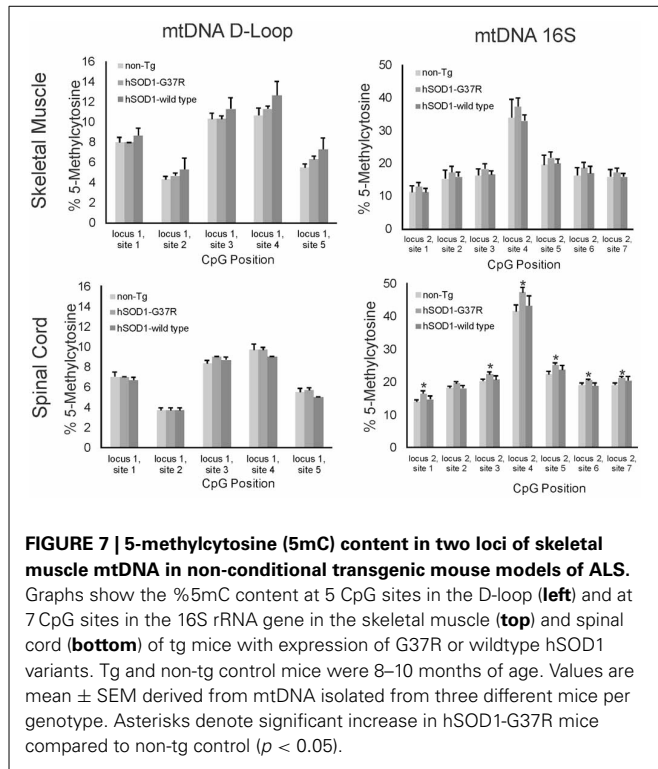 mtDNA D-Loop
mtDNA 16S
Skeletal Muscle
% 5-Methylcytosine
16
14
12
10
8
6
4
2
0
non-Tg
hSOD1-G37R
hSOD1-wild type
locus 1, site 1
locus 1, site 2
locus 1, site 3
locus 1, site 4
locus 1, site 5
CpG Position
% 5-Methylcytosine
50
40
30
20
10
0
non-Tg
hSOD1-G37R
hSOD1-wild type
locus 2, site 1
locus 2, site 2
locus 2, site 3
locus 2, site 4
locus 2, site 5
locus 2, site 6
locus 2, site 7
CpG Position
Spinal Cord
% 5-Methylcytosine
16
14
12
10
8
6
4
2
0
non-Tg
hSOD1-G37R
hSOD1-wild type
locus 1, site 1
locus 1, site 2
locus 1, site 3
locus 1, site 4
locus 1, site 5
CpG Position
% 5-Methylcytosine
50
40
30
20
10
0
non-Tg
hSOD1-G37R
hSOD1-wild type
* * * * * *
locus 2, site 1
locus 2, site 2
locus 2, site 3
locus 2, site 4
locus 2, site 5
locus 2, site 6
locus 2, site 7
CpG Position
FIGURE 7 | 5-methylcytosine (5mC) content in two loci of skeletal
muscle mtDNA in non-conditional transgenic mouse models of ALS.
Graphs show the %5mC content at 5 CpG sites in the D-loop (left) and at
7 CpG sites in the 16S rRNA gene in the skeletal muscle (top) and spinal
cord (bottom) of tg mice with expression of G37R or wildtype hSOD1
variants. Tg and non-tg control mice were 8–10 months of age. Values are
mean ± SEM derived from mtDNA isolated from three different mice per
genotype. Asterisks denote significant increase in hSOD1-G37R mice
compared to non-tg control (p < 0.05).